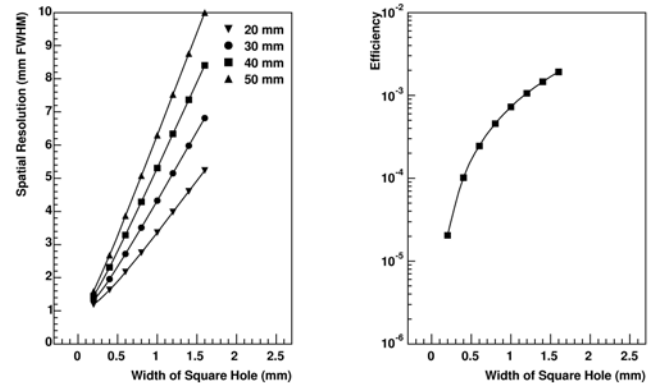 Spatial Resolution (mm FWHM)
10
9
8
7
6
5
4
3
2
1
0
0 0.5 1 1.5 2 2.5
Width of Square Hole (mm)
20 mm
30 mm
40 mm
50 mm
Efficiency
10-2
10-3
10-4
10-5
10-6
0 0.5 1 1.5 2 2.5
Width of Square Hole (mm)